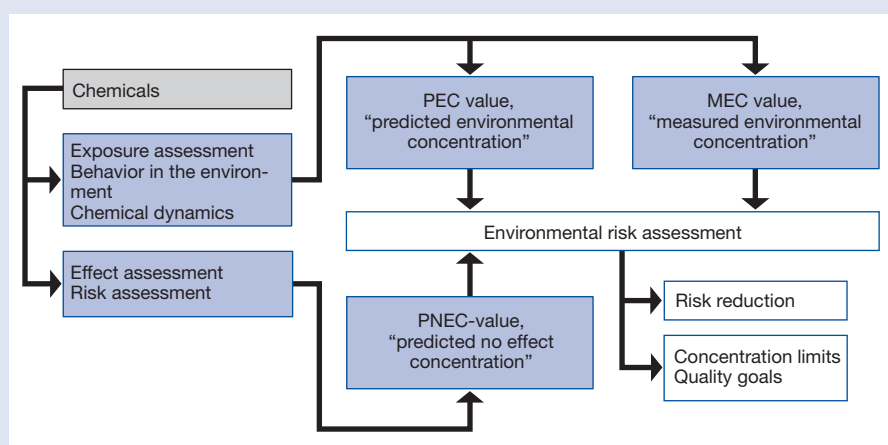 Chemicals
Exposure assessment
Behavior in the environ-
ment
Chemical dynamics
Effect assessment
Risk assessment
PEC value,
“predicted environmental
concentration”
MEC value,
“measured environmental
concentration”
Environmental risk assessment
PNEC-value,
“predicted no effect
concentration”
Risk reduction
Concentration limits
Quality goals